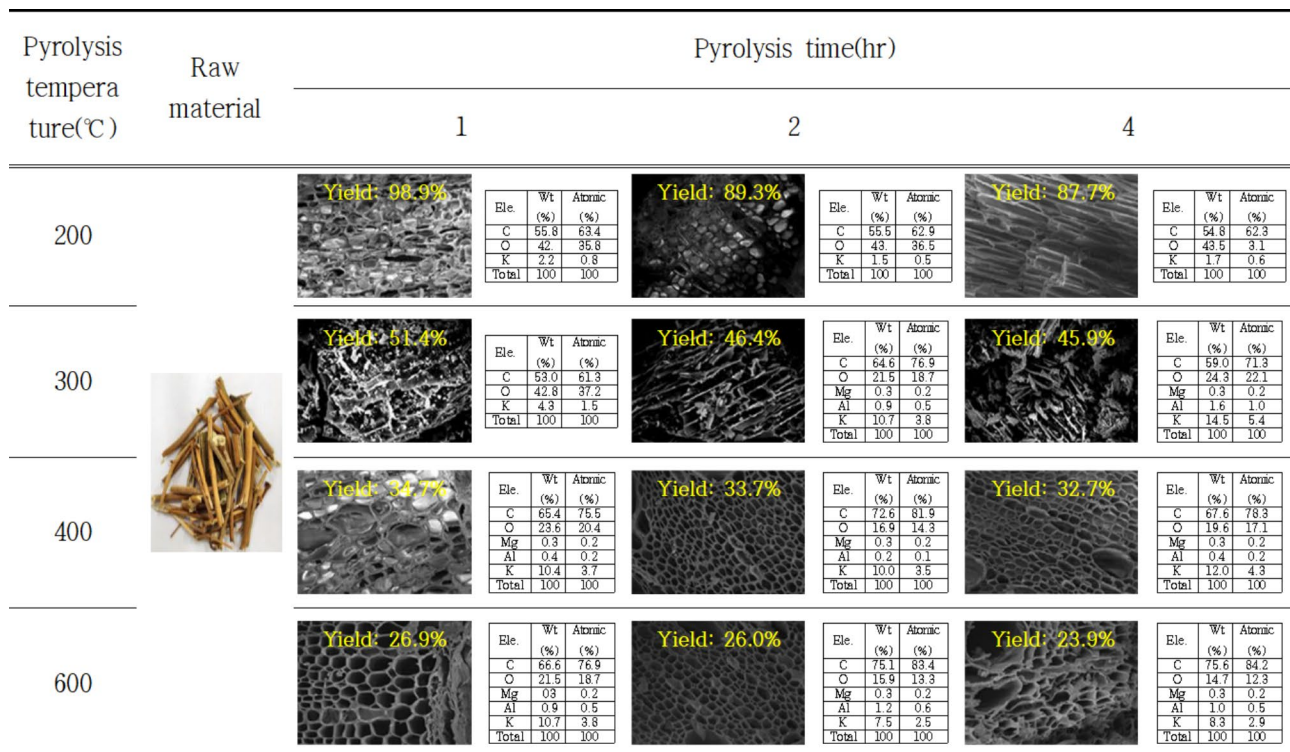 Pyrolysis
tempera
ture(℃)
Raw
material
Pyrolysis time(hr)
1 2 4
200
Yield: 98.9%
Ele. Wt (%) Atomic (%)
C 55.8 63.4
O 42. 35.8
K 2.2 0.8
Total 100 100
Yield: 89.3%
Ele. Wt (%) Atomic (%)
C 55.5 62.9
O 43. 36.5
K 1.5 0.5
Total 100 100
Yield: 87.7%
Ele. Wt (%) Atomic (%)
C 54.8 62.3
O 43.5 3.1
K 1.7 0.6
Total 100 100
300
Yield: 51.4%
Ele. Wt (%) Atomic (%)
C 53.0 61.3
O 42.8 37.2
K 4.3 1.5
Total 100 100
Yield: 46.4%
Ele. Wt (%) Atomic (%)
C 64.6 76.9
O 21.5 18.7
Mg 0.3 0.2
Al 0.9 0.5
K 10.7 3.8
Total 100 100
Yield: 45.9%
Ele. Wt (%) Atomic (%)
C 59.0 71.3
O 24.3 22.1
Mg 0.3 0.2
Al 1.6 1.0
K 14.5 5.4
Total 100 100
400
Yield: 34.7%
Ele. Wt (%) Atomic (%)
C 65.4 75.5
O 23.6 20.4
Mg 0.3 0.2
Al 0.4 0.2
K 10.4 3.7
Total 100 100
Yield: 33.7%
Ele. Wt (%) Atomic (%)
C 72.6 81.9
O 16.9 14.3
Mg 0.3 0.2
Al 0.2 0.1
K 10.0 3.5
Total 100 100
Yield: 32.7%
Ele. Wt (%) Atomic (%)
C 67.6 78.3
O 19.6 17.1
Mg 0.3 0.2
Al 0.4 0.2
K 12.0 4.3
Total 100 100
600
Yield: 26.9%
Ele. Wt (%) Atomic (%)
C 66.6 76.9
O 21.5 18.7
Mg 03 0.2
Al 0.9 0.5
K 10.7 3.8
Total 100 100
Yield: 26.0%
Ele. Wt (%) Atomic (%)
C 75.1 83.4
O 15.9 13.3
Mg 0.3 0.2
Al 1.2 0.6
K 7.5 2.5
Total 100 100
Yield: 23.9%
Ele. Wt (%) Atomic (%)
C 75.6 84.2
O 14.7 12.3
Mg 0.3 0.2
Al 1.0 0.5
K 8.3 2.9
Total 100 100